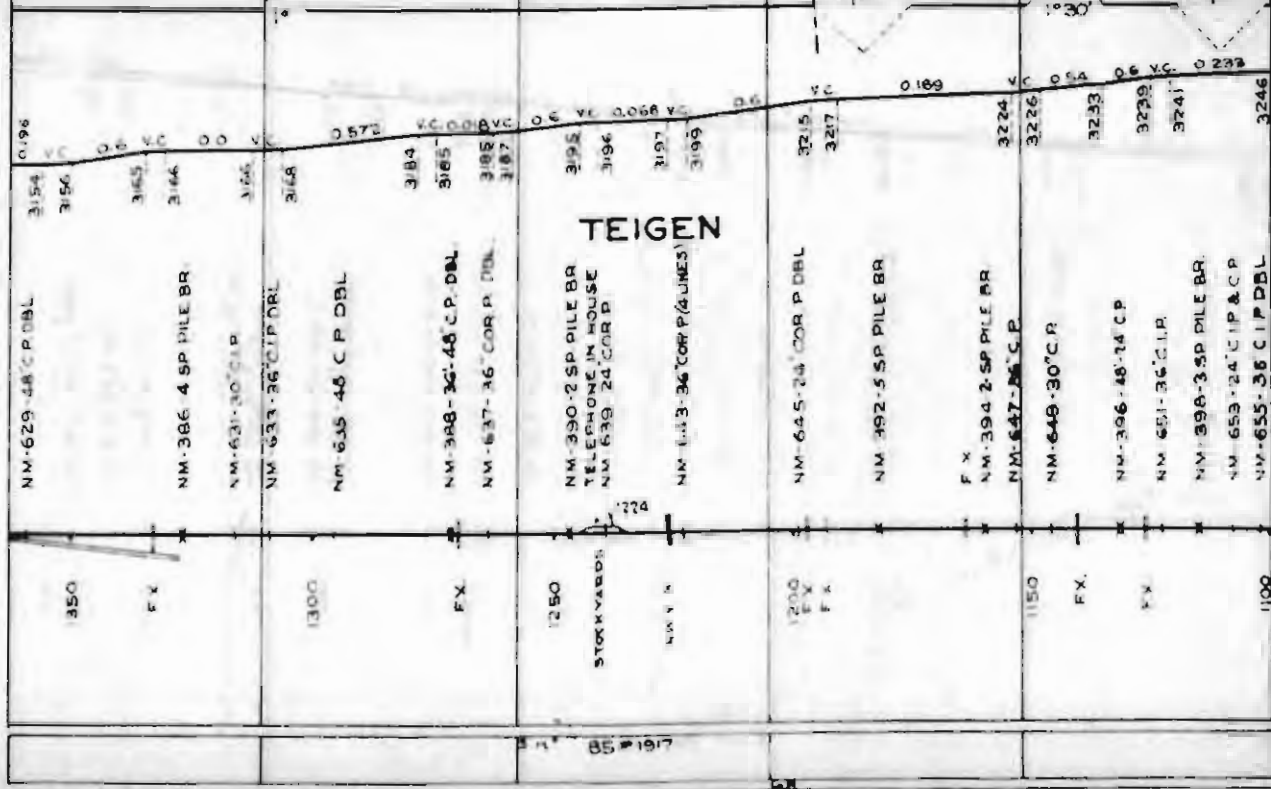 1°
1°30'
0.196
V.C.
0.6
V.C.
0.0
V.C.
0.572
V.C.
0.018
V.C.
0.6
V.C.
0.068
V.C.
0.6
V.C.
0.189
V.C.
0.54
0.6
V.C.
0.233
3154
3156
3165
3166
3166
3168
3184
3185
3185
3187
3195
3196
3197
3199
3215
3217
3224
3226
3233
3239
3241
3246
TEIGEN
NM-629-48" C.P. DBL.
NM-386-4 SP. PILE BR.
NM-631-30" C.I.P.
NM-633-36" C.I.P. DBL
NM-635-48" C.P. DBL
NM-388-36"-48" C.P. DBL.
NM-637-36" COR.P. DBL.
NM-390-2 SP. PILE BR.
TELEPHONE IN HOUSE
NM-639-24" COR.P.
36" COR P. (4 LINES)
NM-645-24" COR.P. DBL
NM-392-5 SP. PILE BR.
F X
NM-394-2-SP PILE BR.
NM-647-36" C.P.
NM-649-30" C.P.
NM-396-48"-24" C.P.
NM-651-36" C.I.P.
NM-398-3 SP. PILE BR.
NM-653-24" C.I.P. & C.P.
NM-655-36" C.I.P. DBL
1224
1350
F X
1300
F.X.
1250
STOCKYARDS
1200
F X
F X
1150
F.X.
F.X.
1100
85# 1917